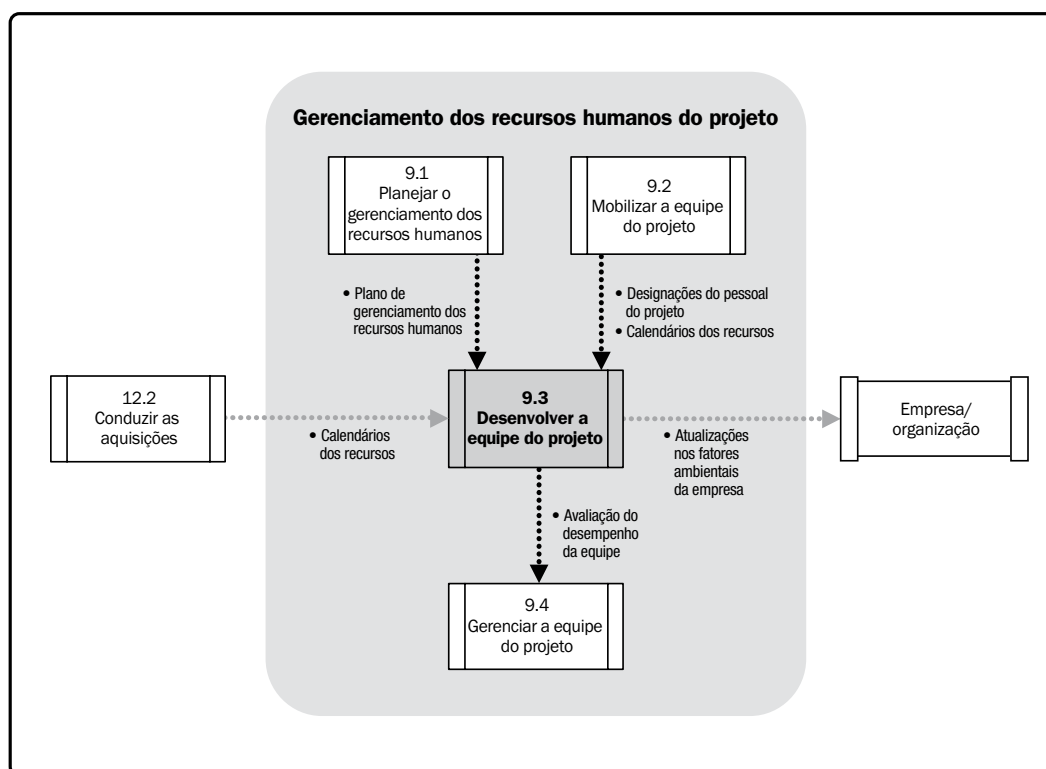 Gerenciamento dos recursos humanos do projeto
9.1
Planejar o
gerenciamento dos
recursos humanos
9.2
Mobilizar a equipe
do projeto
• Plano de
gerenciamento dos
recursos humanos
• Designações do pessoal
do projeto
• Calendários dos recursos
12.2
Conduzir as
aquisições
• Calendários
dos recursos
9.3
Desenvolver a
equipe do projeto
• Atualizações
nos fatores
ambientais
da empresa
Empresa/
organização
• Avaliação do
desempenho
da equipe
9.4
Gerenciar a equipe
do projeto